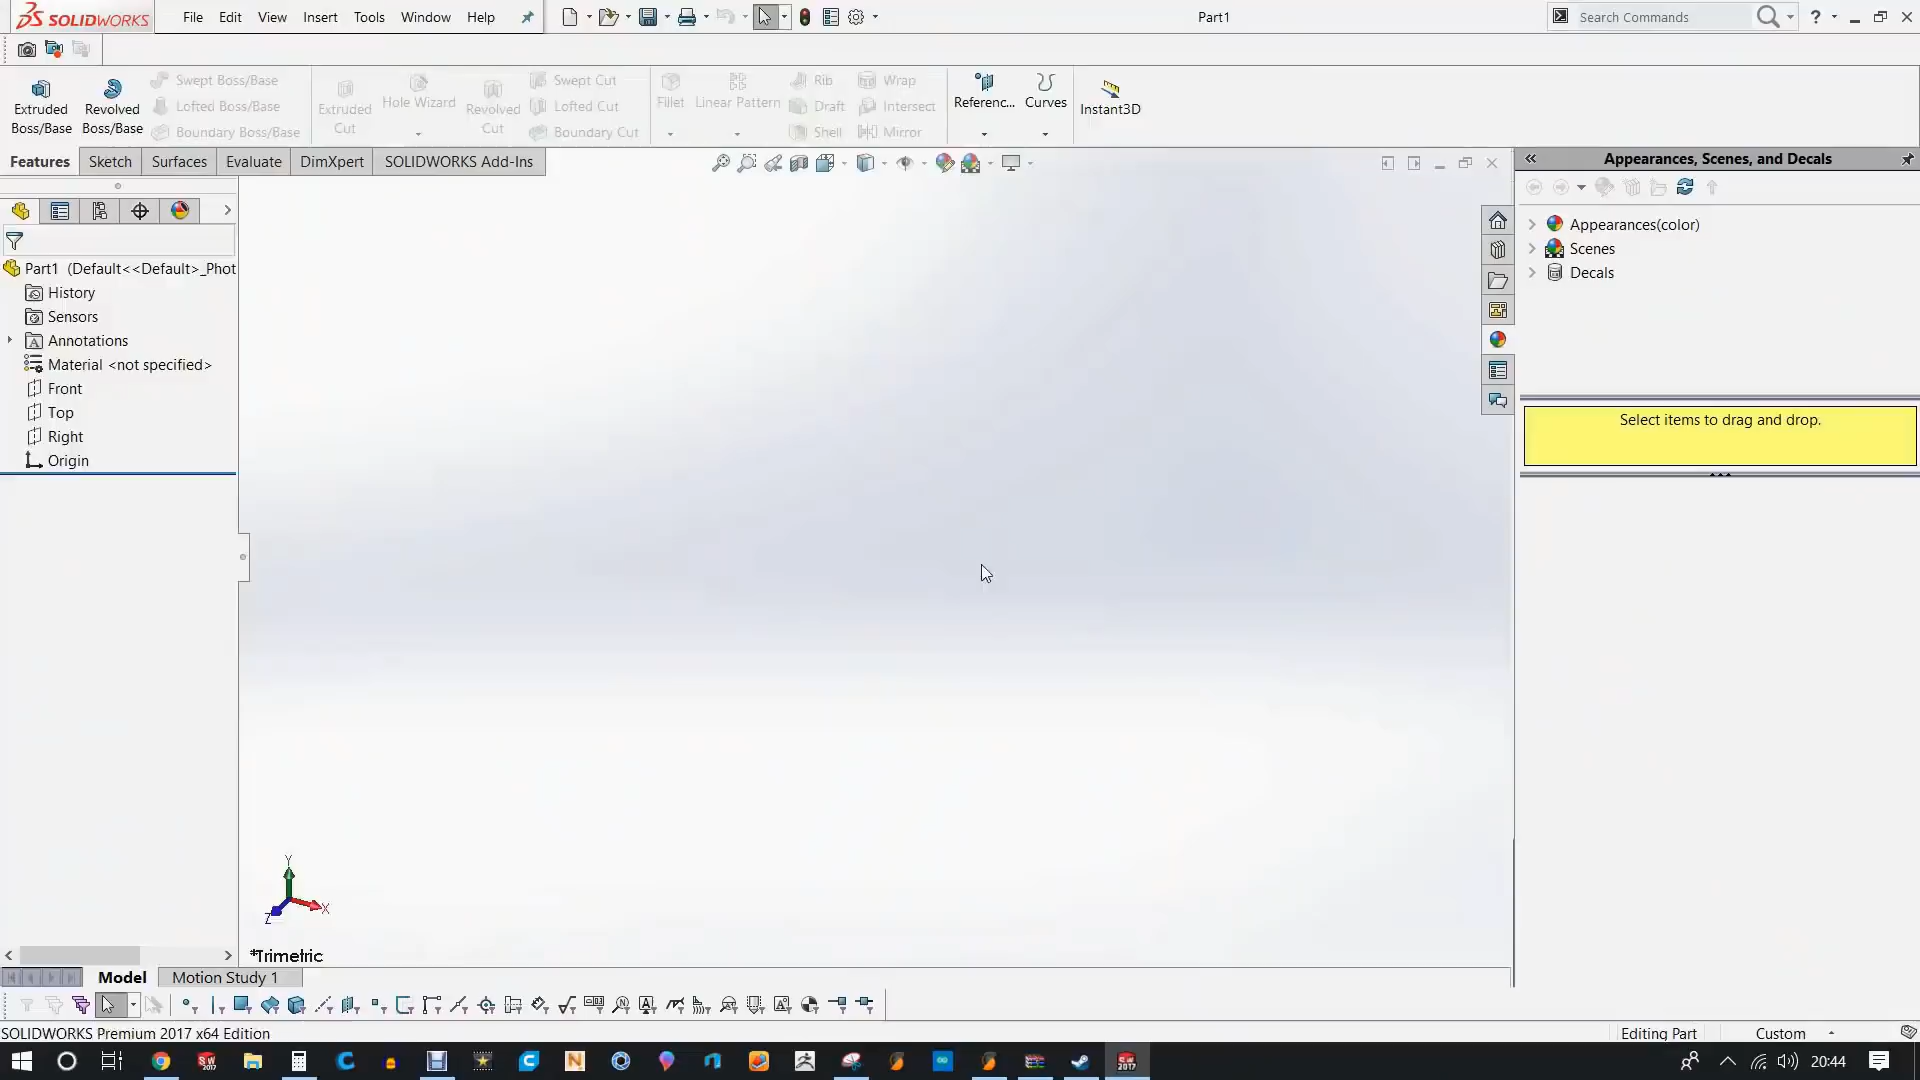 SOLIDWORKS File Edit View Insert Tools Window Help Part1 Search Commands ?
Extruded Boss/Base
Revolved Boss/Base
Swept Boss/Base
Lofted Boss/Base
Boundary Boss/Base
Extruded Cut
Hole Wizard
Revolved Cut
Swept Cut
Lofted Cut
Boundary Cut
Fillet
Linear Pattern
Rib
Draft
Shell
Wrap
Intersect
Mirror
Referenc...
Curves
Instant3D
Features Sketch Surfaces Evaluate DimXpert SOLIDWORKS Add-Ins
Part1 (Default<<Default>_Phot
History
Sensors
Annotations
Material <not specified>
Front
Top
Right
Origin
Appearances, Scenes, and Decals
Appearances(color)
Scenes
Decals
Select items to drag and drop.
Y
X
Z
*Trimetric
Model Motion Study 1
SOLIDWORKS Premium 2017 x64 Edition Editing Part Custom
20:44